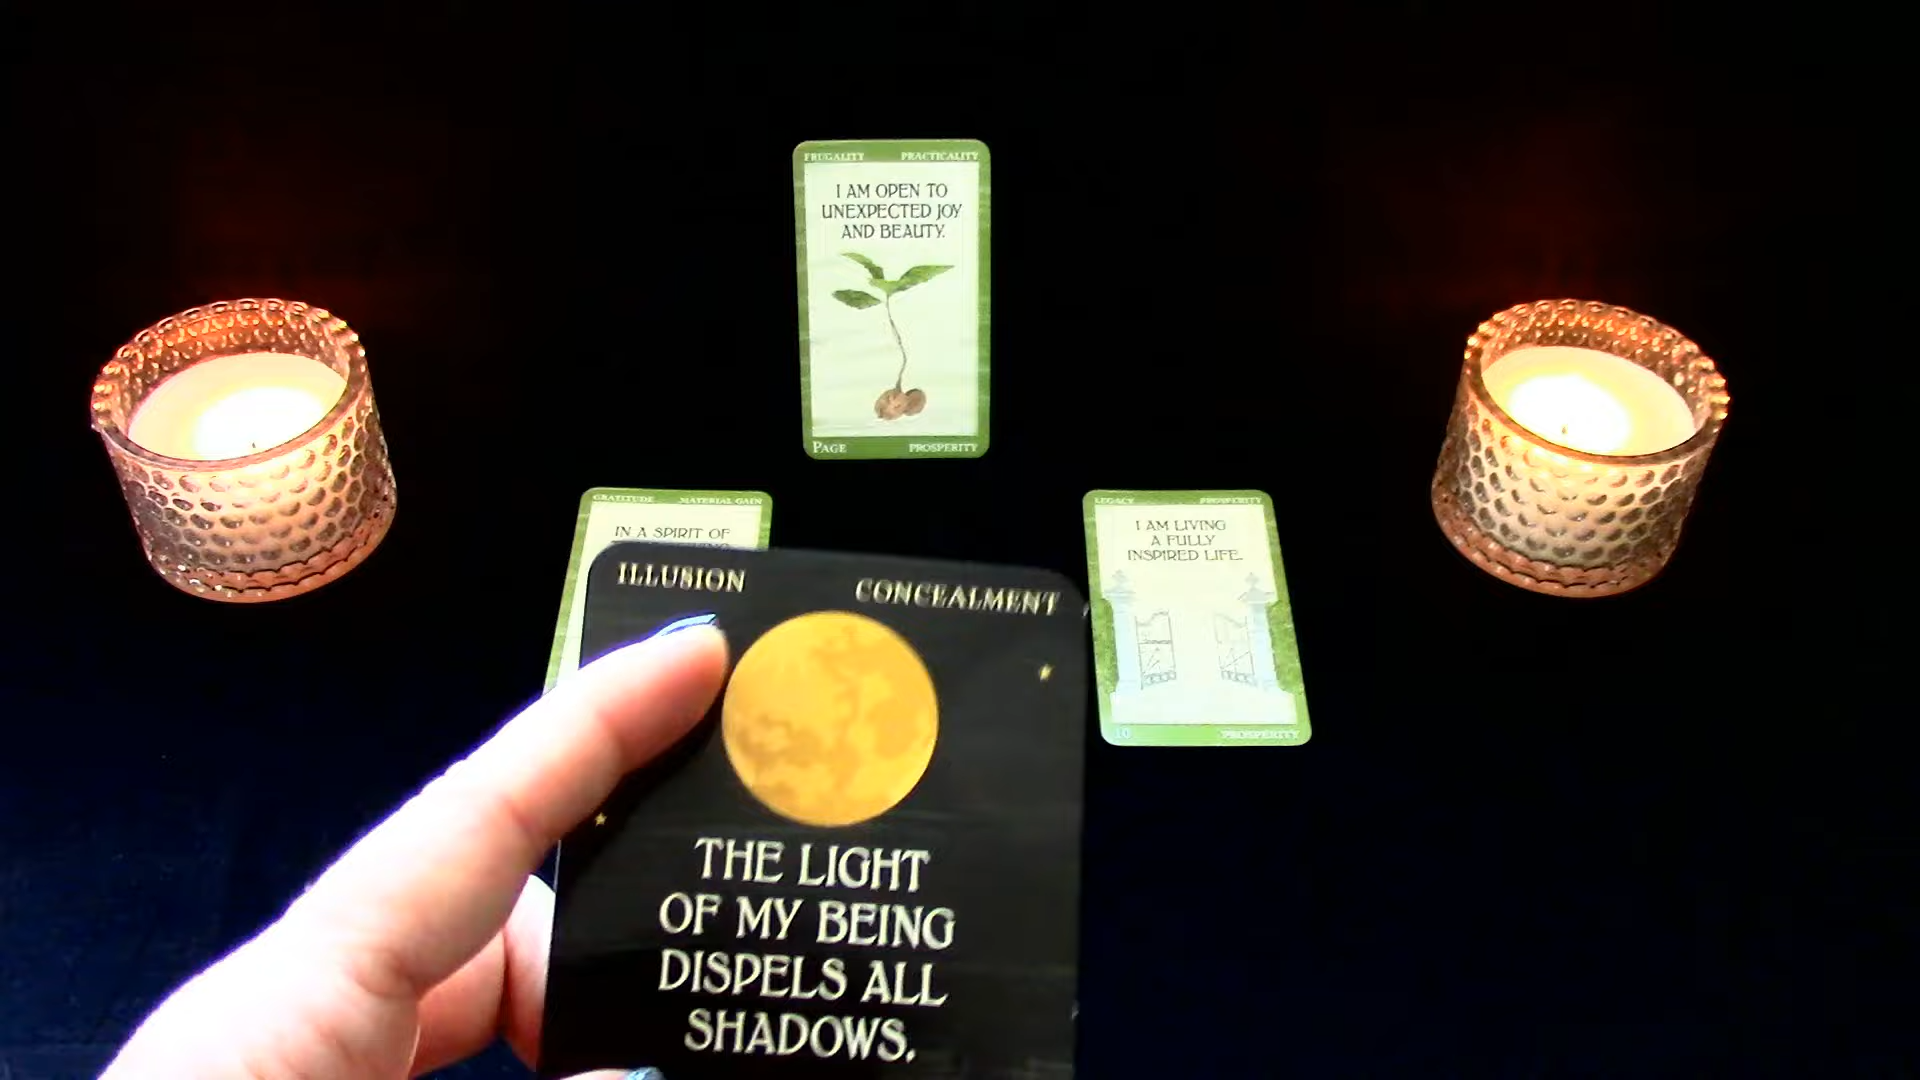 FRUGALITY PRACTICALITY
I AM OPEN TO
UNEXPECTED JOY
AND BEAUTY.
PAGE PROSPERITY
GRATITUDE MATERIAL GAIN
IN A SPIRIT OF
LEGACY PROSPERITY
I AM LIVING
A FULLY
INSPIRED LIFE.
10 PROSPERITY
ILLUSION CONCEALMENT
THE LIGHT
OF MY BEING
DISPELS ALL
SHADOWS.